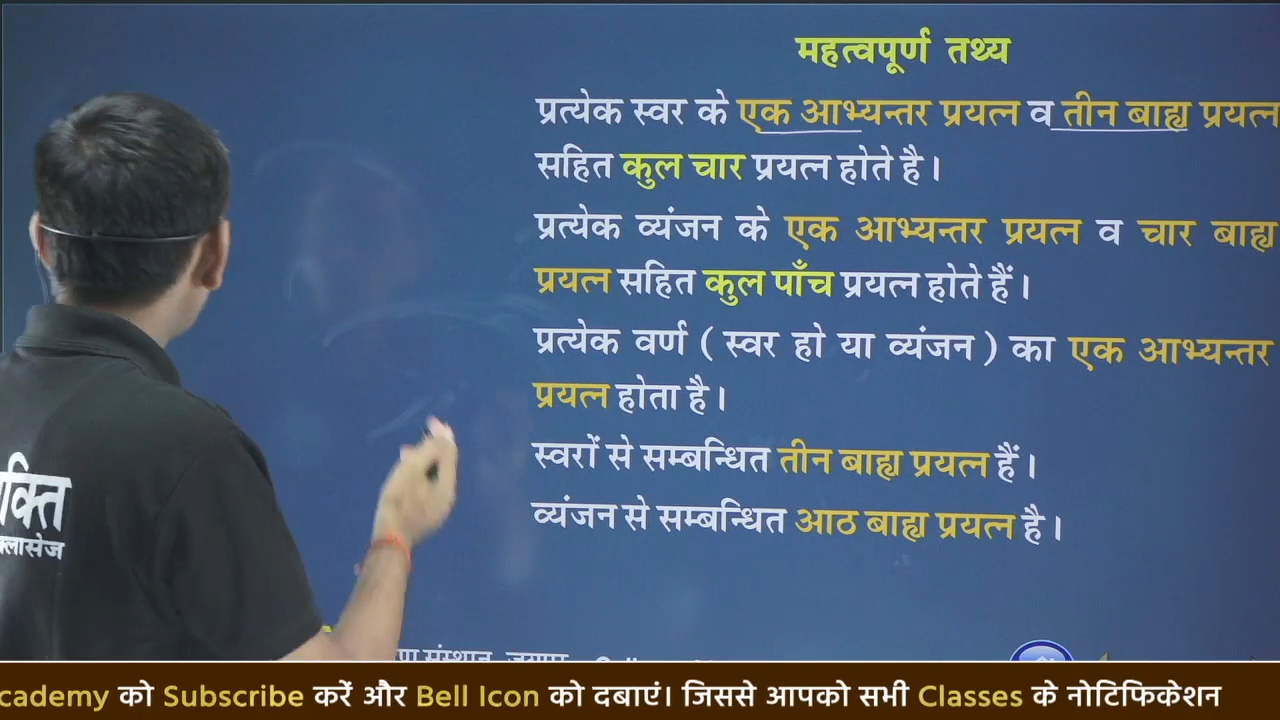 महत्वपूर्ण तथ्य
प्रत्येक स्वर के एक आभ्यन्तर प्रयत्न व तीन बाह्य प्रयत्न
सहित कुल चार प्रयत्न होते है।
प्रत्येक व्यंजन के एक आभ्यन्तर प्रयत्न व चार बाह्य
प्रयत्न सहित कुल पाँच प्रयत्न होते हैं।
प्रत्येक वर्ण ( स्वर हो या व्यंजन ) का एक आभ्यन्तर
प्रयत्न होता है।
स्वरों से सम्बन्धित तीन बाह्य प्रयत्न हैं।
व्यंजन से सम्बन्धित आठ बाह्य प्रयत्न है।
क्ति
क्लासेज
संस्थान, जयपुर
cademy को Subscribe करें और Bell Icon को दबाएं। जिससे आपको सभी Classes के नोटिफिकेशन